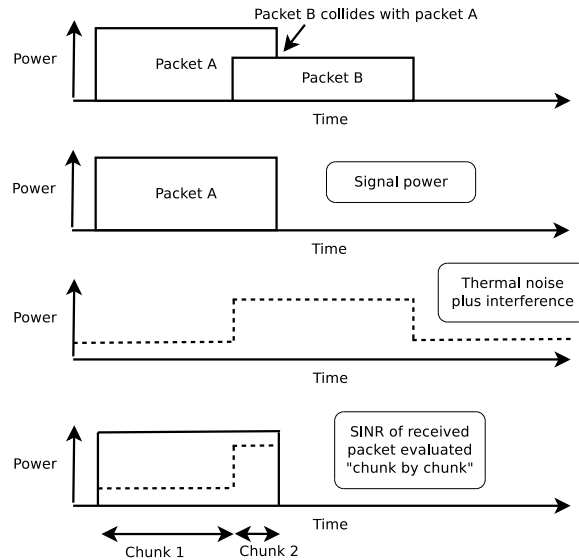 Packet B collides with packet A
Power
Packet A
Packet B
Time
Power
Packet A
Signal power
Time
Power
Thermal noise
plus interference
Time
Power
SINR of received
packet evaluated
"chunk by chunk"
Time
Chunk 1
Chunk 2